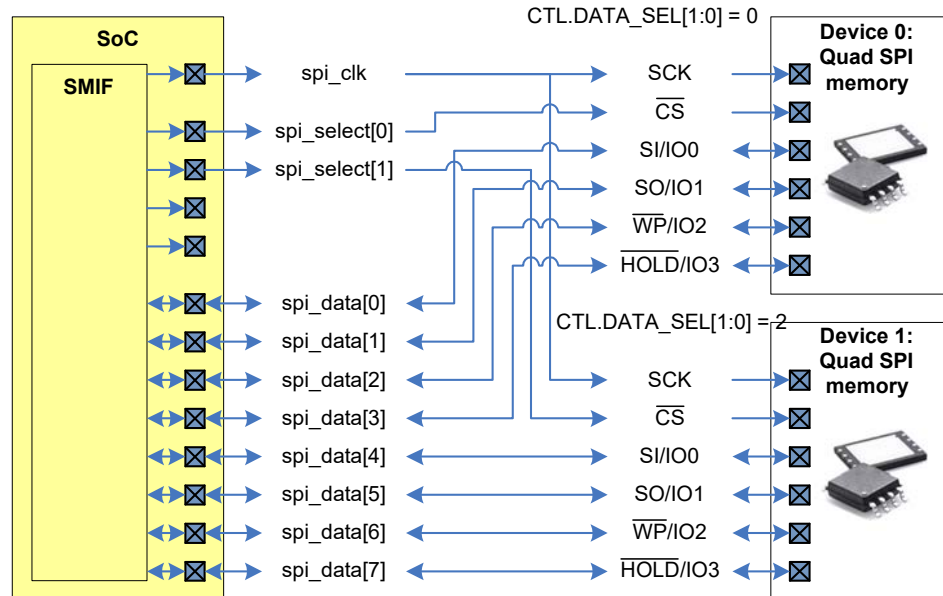 CTL.DATA_SEL[1:0] = 0
SoC
SMIF
Device 0:
Quad SPI
memory
spi_clk
SCK
spi_select[0]
CS
spi_select[1]
SI/IO0
SO/IO1
WP/IO2
HOLD/IO3
spi_data[0]
CTL.DATA_SEL[1:0] = 2
spi_data[1]
Device 1:
Quad SPI
memory
spi_data[2]
SCK
spi_data[3]
CS
spi_data[4]
SI/IO0
spi_data[5]
SO/IO1
spi_data[6]
WP/IO2
spi_data[7]
HOLD/IO3